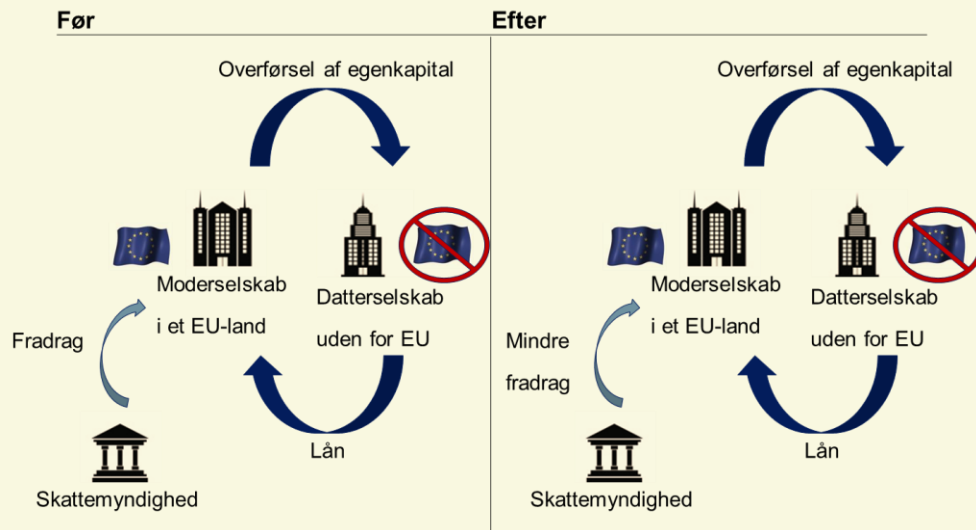 Før
Overførsel af egenkapital
Moderselskab
i et EU-land
Datterselskab
uden for EU
Fradrag
Lån
Skattemyndighed
Efter
Overførsel af egenkapital
Moderselskab
i et EU-land
Datterselskab
uden for EU
Mindre
fradrag
Lån
Skattemyndighed